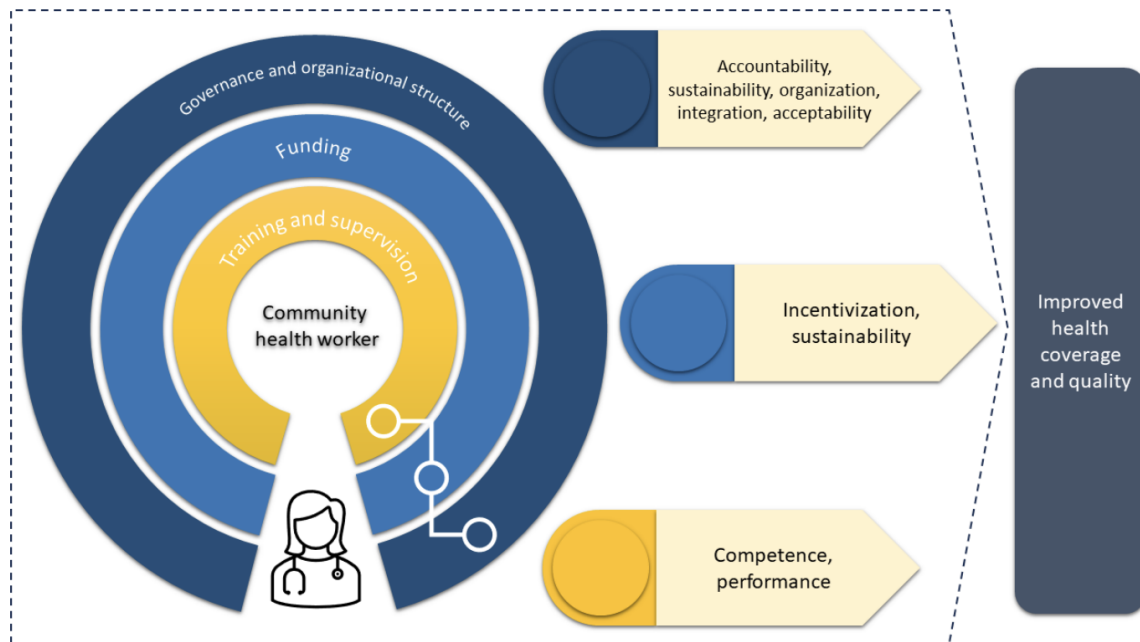 Governance and organizational structure
Funding
Training and supervision
Community
health worker
Accountability,
sustainability, organization,
integration, acceptability
Incentivization,
sustainability
Competence,
performance
Improved
health
coverage
and quality